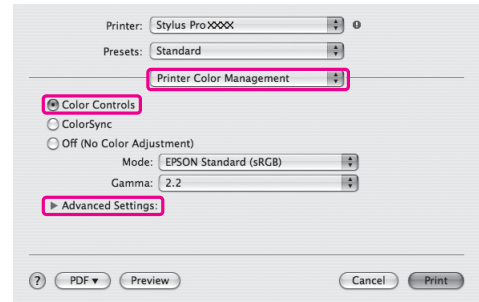 Printer: Stylus Pro XXXX
Presets: Standard
Printer Color Management
Color Controls
ColorSync
Off (No Color Adjustment)
Mode: EPSON Standard (sRGB)
Gamma: 2.2
Advanced Settings:
? PDF Preview Cancel Print